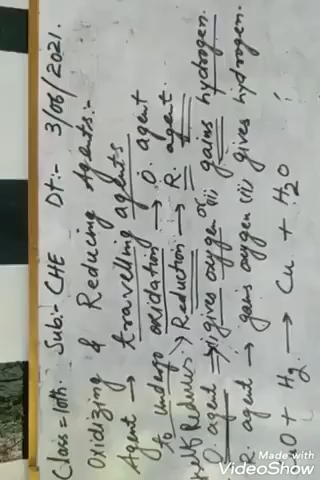 Class = 10th. Sub:- CHE Dt:- 3/06/2021.
Oxidizing & Reducing Agents:-
Agent → travelling agents
to undergo oxidation → O. agent
Reduction → R. agent
O. agent → (i) gives oxygen or (ii) gains hydrogen.
R. agent → gains oxygen (ii) gives hydrogen.
O + H2 → Cu + H2O
Made with
VideoShow